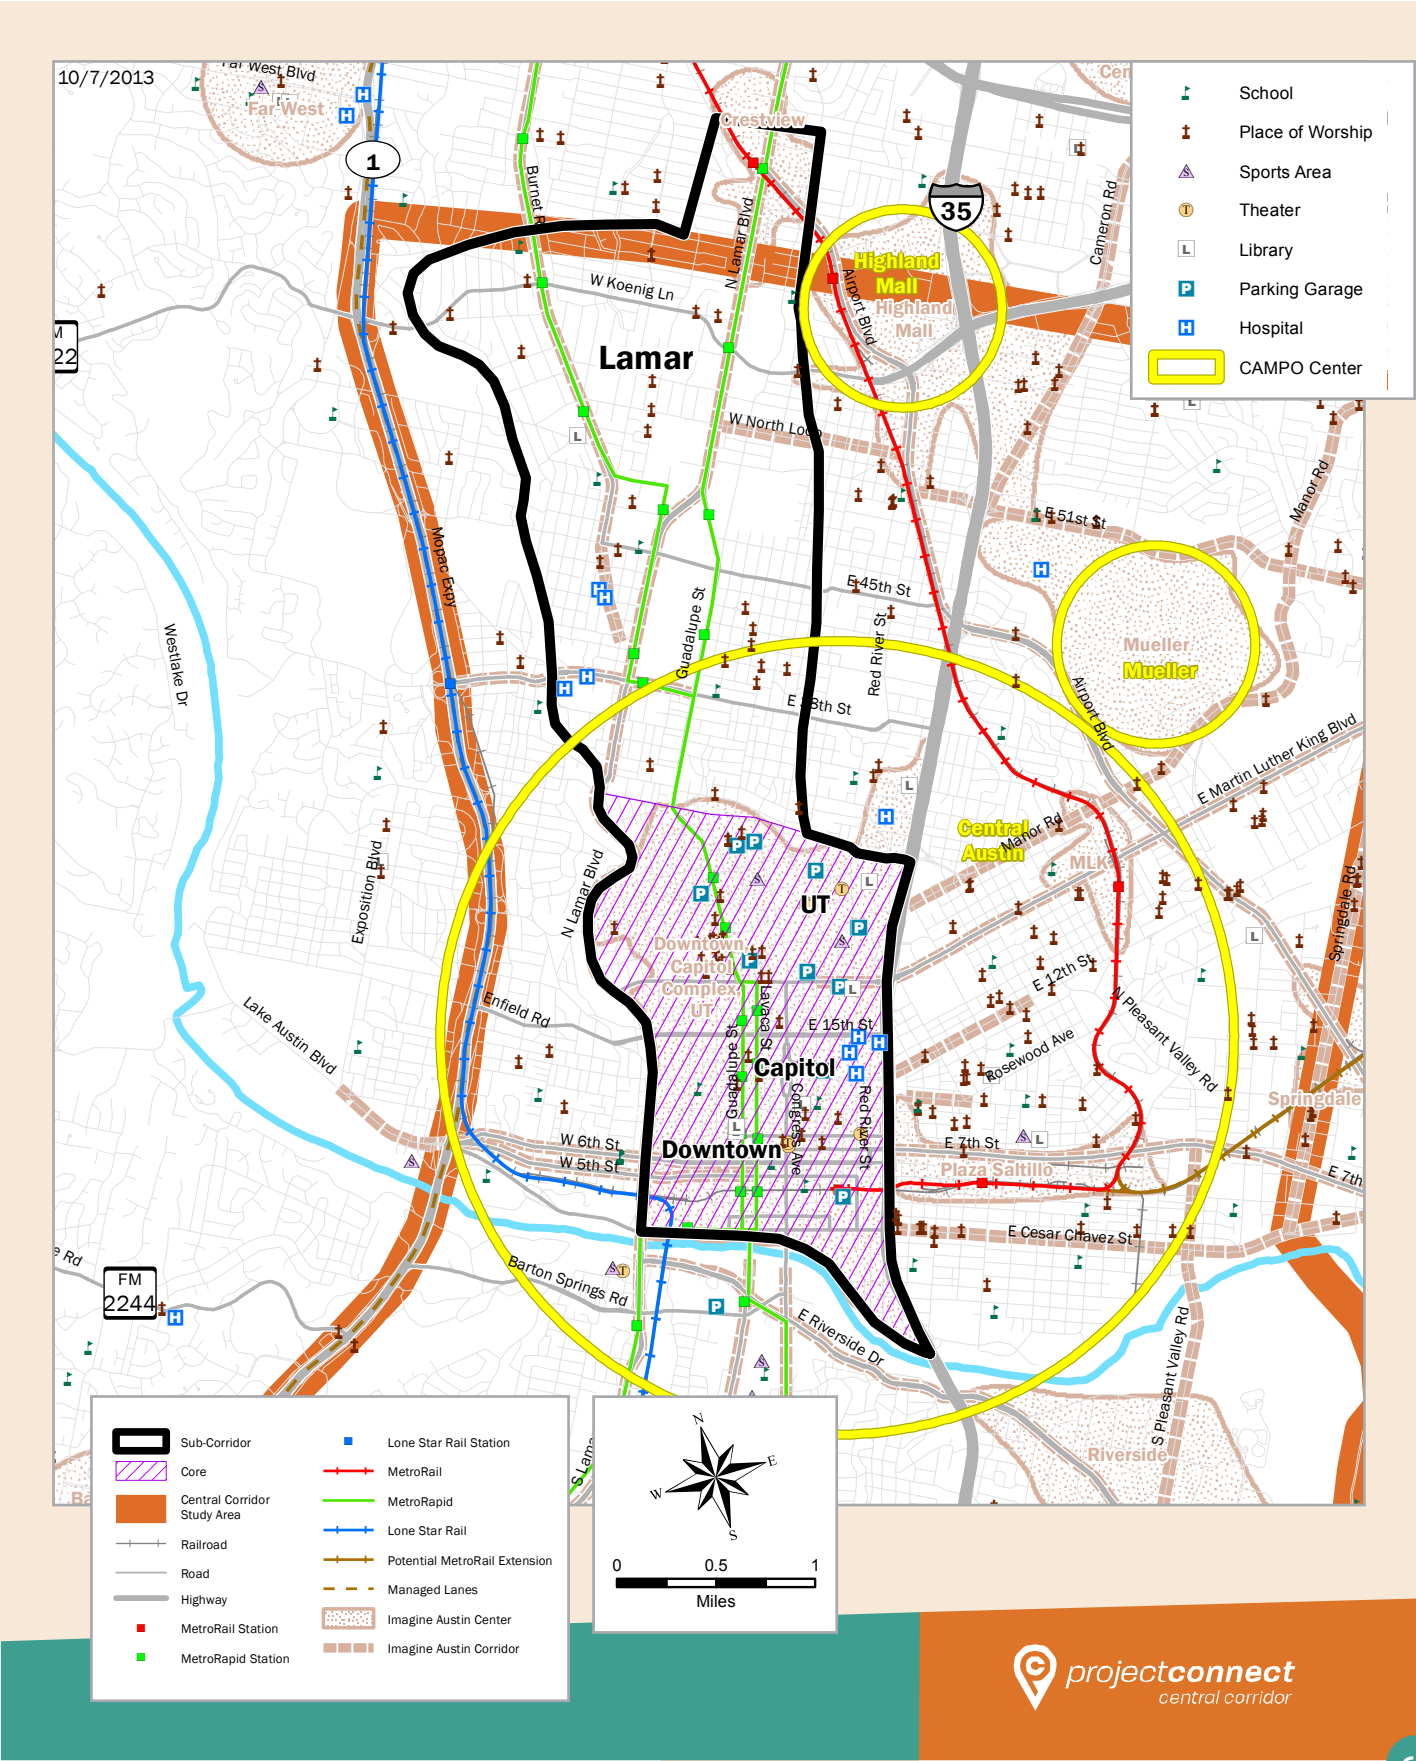 10/7/2013
Far West Blvd
Far West
1
Crestview
Cen
35
School
Place of Worship
Sports Area
Theater
Library
Parking Garage
Hospital
CAMPO Center
Burnet R
N Lamar Blvd
Cameron Rd
Highland
Mall
Highland
Mall
Airport Blvd
W Koenig Ln
M
22
Lamar
W North Loop
Manor Rd
E 51st St
Mopac Expy
E 45th St
Guadalupe St
Red River St
Westlake Dr
Mueller
Mueller
Airport Blvd
E 38th St
E Martin Luther King Blvd
Central
Austin
Manor Rd
MLK
Exposition Blvd
N Lamar Blvd
UT
Springdale Rd
Downtown
Capitol
Complex
UT
E 12th St
Enfield Rd
Lavaca St
E 15th St
N Pleasant Valley Rd
Lake Austin Blvd
Guadalupe St
Capitol
Rosewood Ave
Congress Ave
Red River St
Springdale
W 6th St
E 7th St
Downtown
W 5th St
Plaza Saltillo
E 7th
E Cesar Chavez St
e Rd
FM
2244
Barton Springs Rd
E Riverside Dr
S Pleasant Valley Rd
Riverside
S Lama
Ba
Sub-Corridor
Core
Central Corridor
Study Area
Railroad
Road
Highway
MetroRail Station
MetroRapid Station
Lone Star Rail Station
MetroRail
MetroRapid
Lone Star Rail
Potential MetroRail Extension
Managed Lanes
Imagine Austin Center
Imagine Austin Corridor
N
E
W
S
0 0.5 1
Miles
projectconnect
central corridor